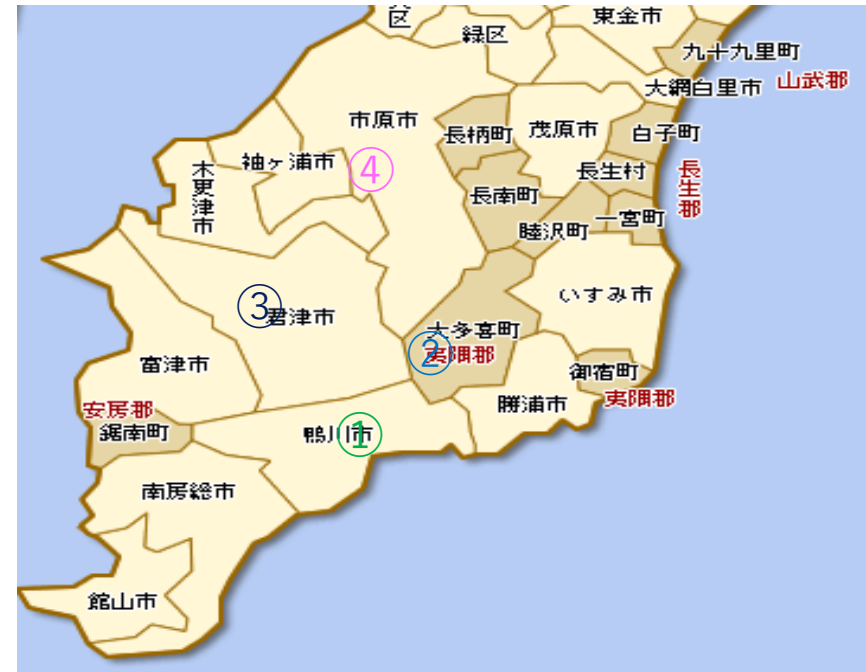 区
緑区
東金市
九十九里町
大網白里市
山武郡
市原市
長柄町
茂原市
白子町
木更津市
袖ヶ浦市
④
長生村
長生郡
長南町
睦沢町
一宮町
③
君津市
いすみ市
大多喜町
②
夷隅郡
富津市
御宿町
勝浦市
夷隅郡
安房郡
鋸南町
鴨川市
①
南房総市
館山市